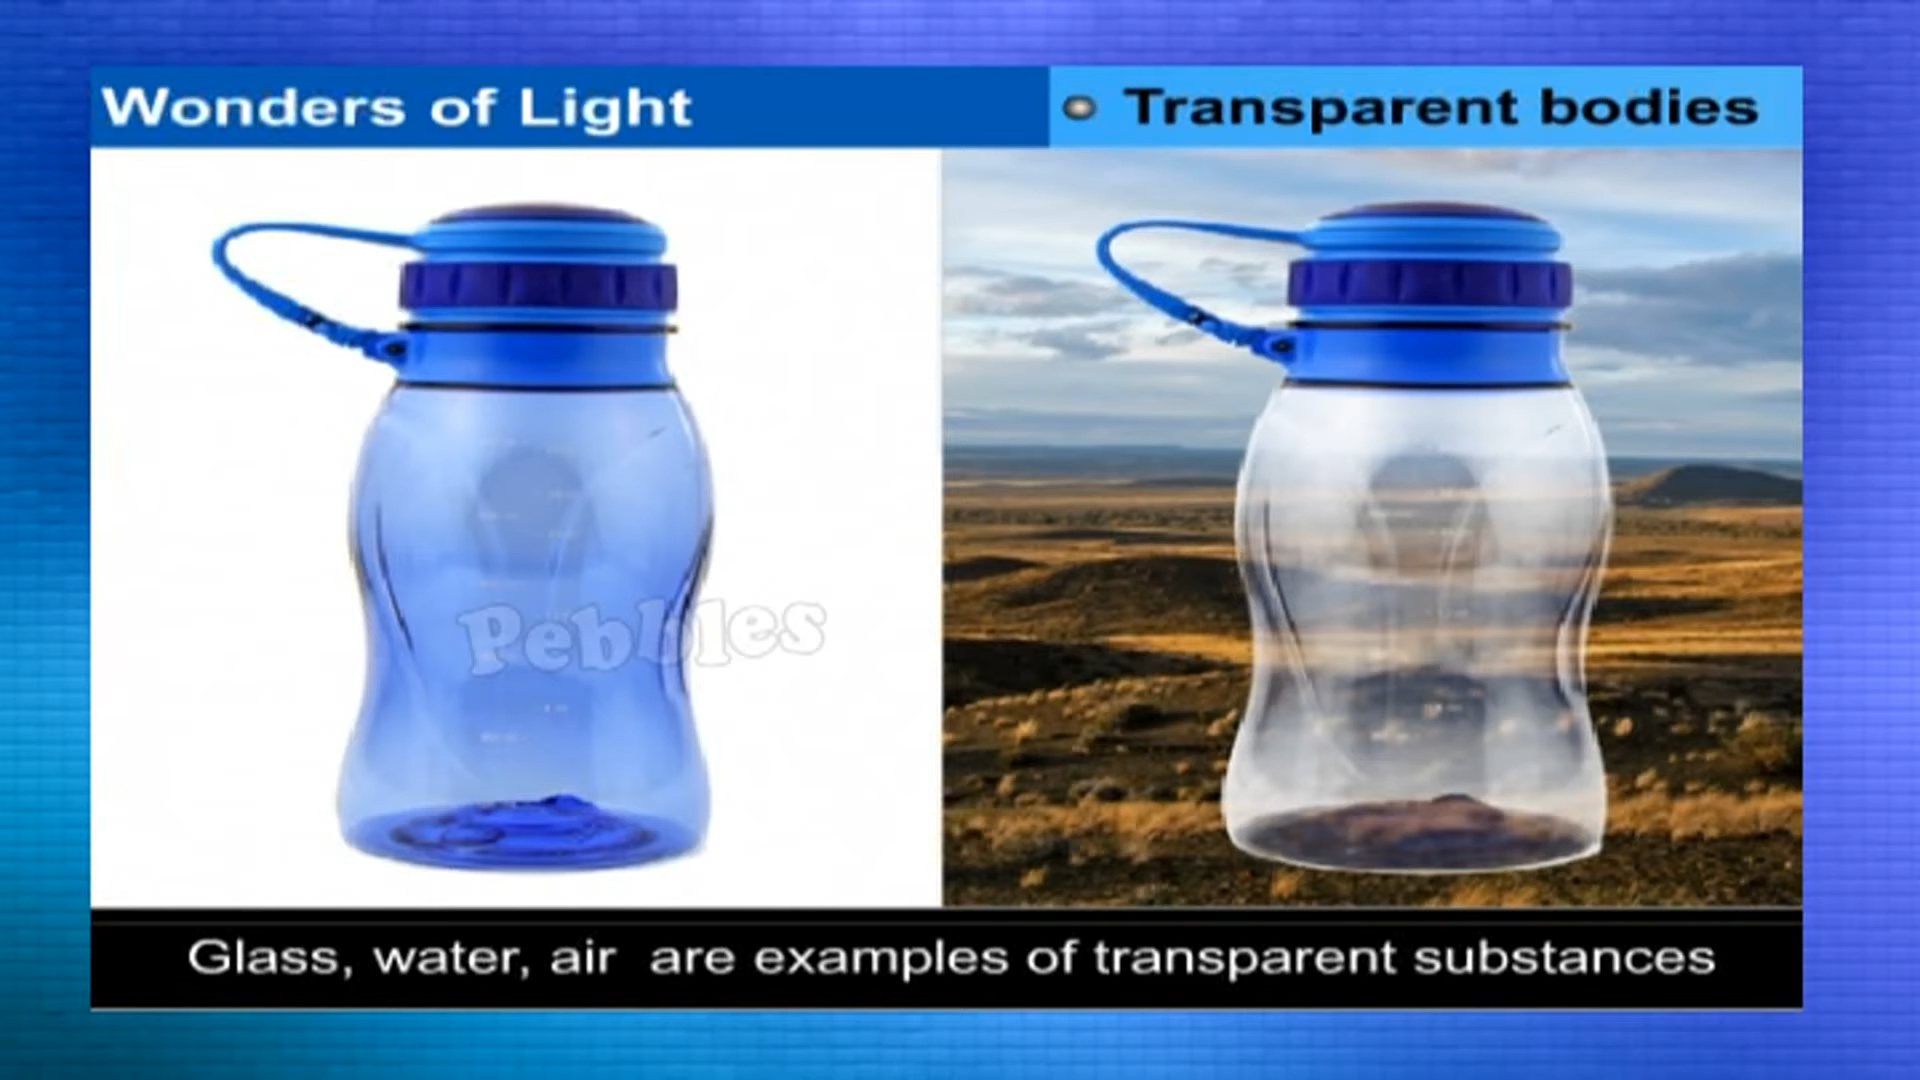 Wonders of Light
Transparent bodies
Pebbles
Glass, water, air are examples of transparent substances